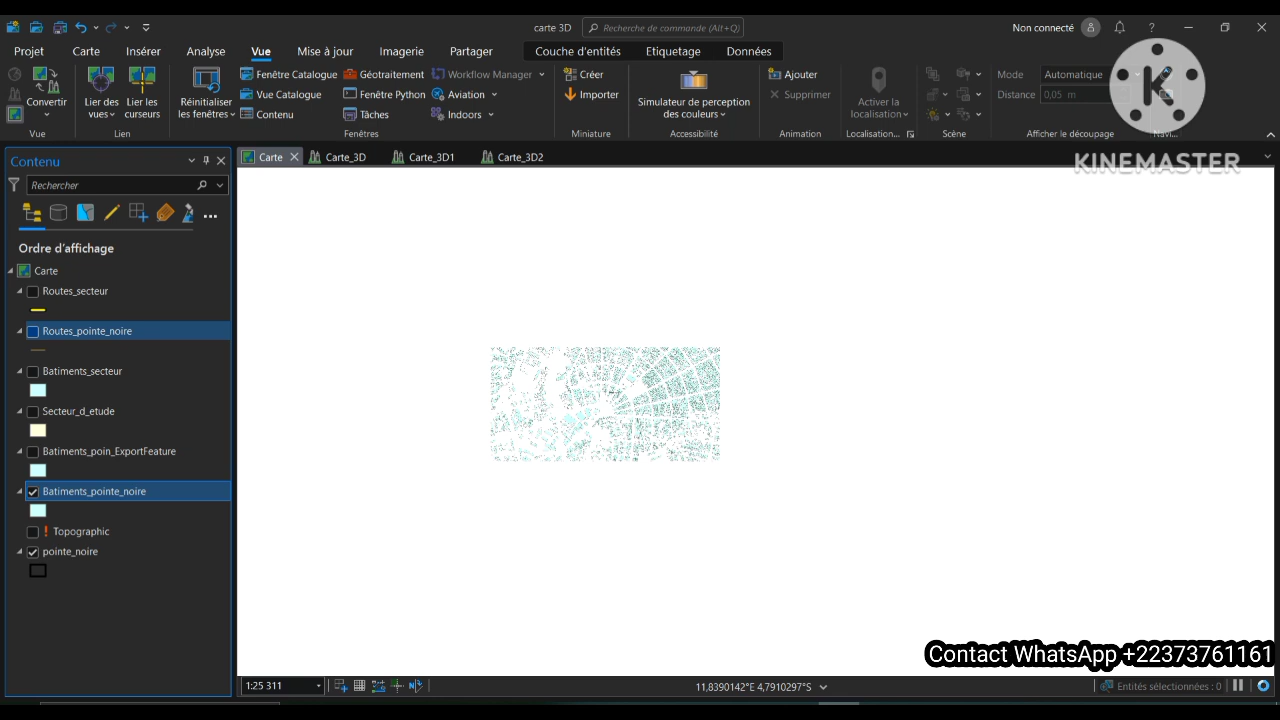 carte 3D
Recherche de commande (Alt+Q)
Non connecté
Projet Carte Insérer Analyse Vue Mise à jour Imagerie Partager Couche d'entités Etiquetage Données
Convertir
Vue
Lier des vues
Lier les curseurs
Lien
Réinitialiser les fenêtres
Fenêtre Catalogue
Vue Catalogue
Contenu
Géotraitement
Fenêtre Python
Tâches
Workflow Manager
Aviation
Indoors
Fenêtres
Créer
Importer
Miniature
Simulateur de perception des couleurs
Accessibilité
Ajouter
Supprimer
Animation
Activer la localisation
Localisation...
Scène
Mode Automatique
Distance 0,05 m
Afficher le découpage
Navi...
K
KINEMASTER
Contenu
Rechercher
Ordre d'affichage
Carte
Routes_secteur
Routes_pointe_noire
Batiments_secteur
Secteur_d_etude
Batiments_poin_ExportFeature
Batiments_pointe_noire
! Topographic
pointe_noire
Carte Carte_3D Carte_3D1 Carte_3D2
Contact WhatsApp +22373761161
1:25 311
11,8390142°E 4,7910297°S
Entités sélectionnées : 0